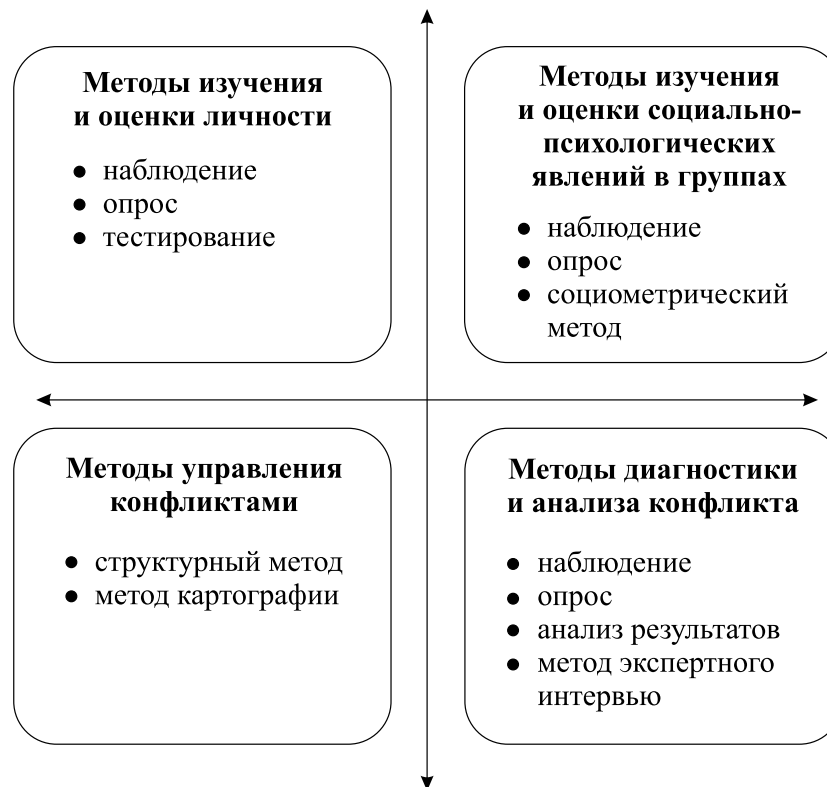 Методы изучения
и оценки личности
● наблюдение
● опрос
● тестирование
Методы изучения
и оценки социально-
психологических
явлений в группах
● наблюдение
● опрос
● социометрический
метод
Методы управления
конфликтами
● структурный метод
● метод картографии
Методы диагностики
и анализа конфликта
● наблюдение
● опрос
● анализ результатов
● метод экспертного
интервью